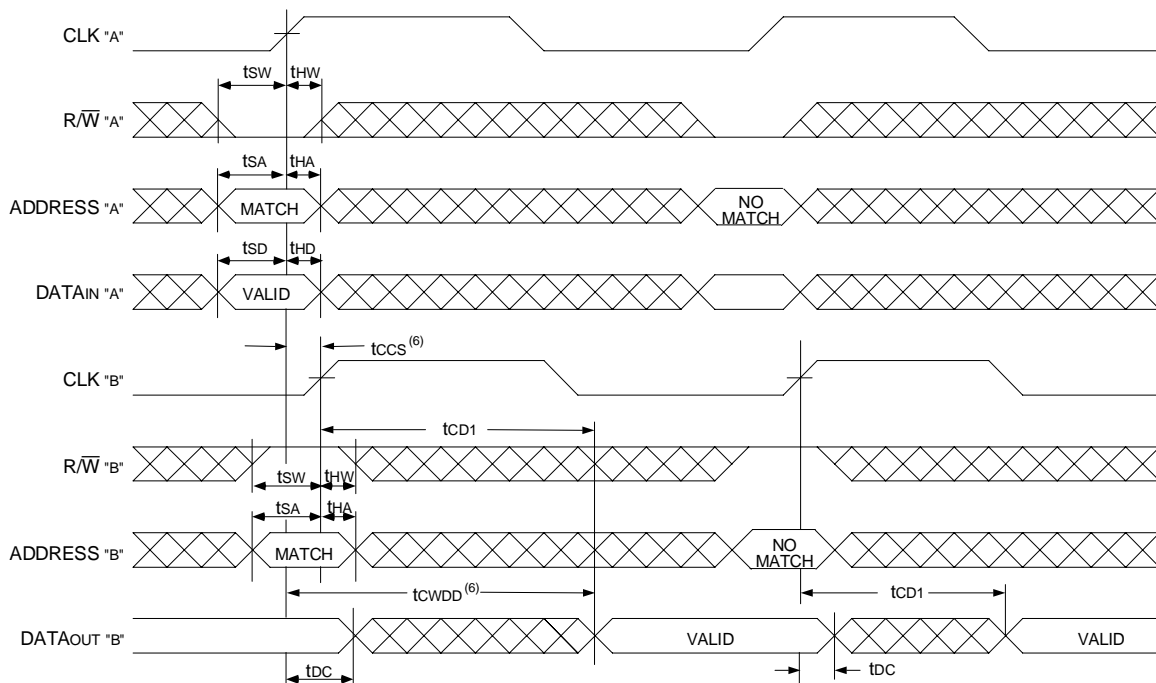 CLK "A"
tSW tHW
R/W̅ "A"
tSA tHA
ADDRESS "A" MATCH NO MATCH
tSD tHD
DATAIN "A" VALID
tCCS (6)
CLK "B"
tCD1
R/W̅ "B"
tSW tHW
tSA tHA
ADDRESS "B" MATCH NO MATCH
tCWDD (6) tCD1
DATAOUT "B" VALID VALID
tDC tDC